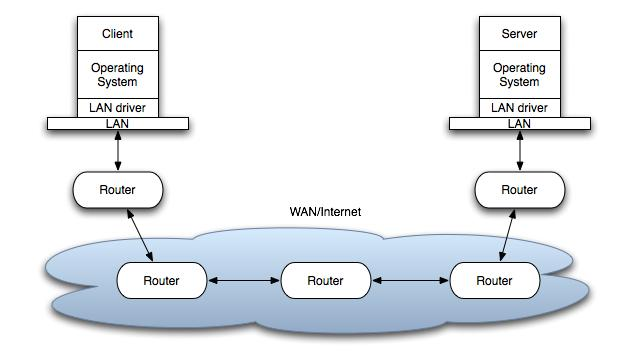 Client
Operating
System
LAN driver
LAN
Server
Operating
System
LAN driver
LAN
Router
Router
WAN/Internet
Router
Router
Router